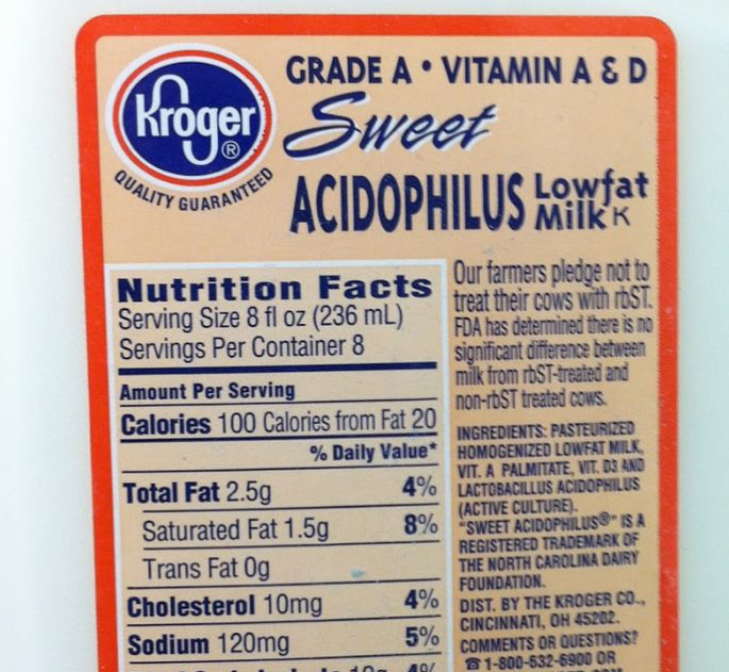 Kroger®
QUALITY GUARANTEED
GRADE A • VITAMIN A & D
Sweet
ACIDOPHILUS Lowfat
Milk K
Nutrition Facts
Serving Size 8 fl oz (236 mL)
Servings Per Container 8
Amount Per Serving
Calories 100 Calories from Fat 20
% Daily Value*
Total Fat 2.5g 4%
Saturated Fat 1.5g 8%
Trans Fat 0g
Cholesterol 10mg 4%
Sodium 120mg 5%
Our farmers pledge not to
treat their cows with rbST.
FDA has determined there is no
significant difference between
milk from rbST-treated and
non-rbST treated cows.
INGREDIENTS: PASTEURIZED
HOMOGENIZED LOWFAT MILK,
VIT. A PALMITATE, VIT. D3 AND
LACTOBACILLUS ACIDOPHILUS
(ACTIVE CULTURE).
"SWEET ACIDOPHILUS®" IS A
REGISTERED TRADEMARK OF
THE NORTH CAROLINA DAIRY
FOUNDATION.
DIST. BY THE KROGER CO.,
CINCINNATI, OH 45202.
COMMENTS OR QUESTIONS?
☎ 1-800-632-6900 OR